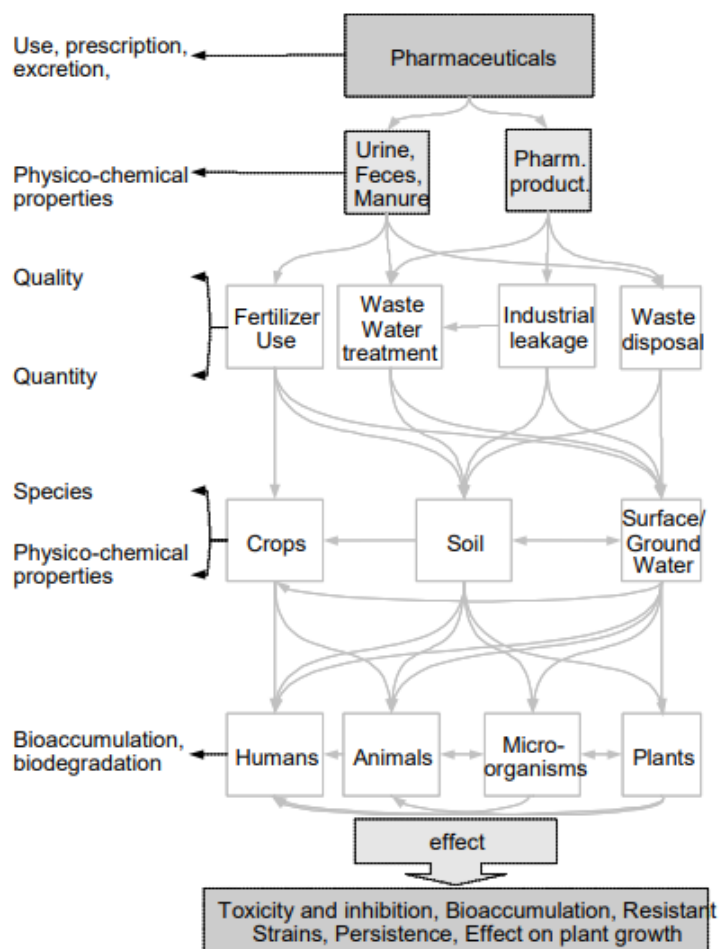 Use, prescription,
excretion,
Pharmaceuticals
Physico-chemical
properties
Urine,
Feces,
Manure
Pharm.
product.
Quality
Quantity
Fertilizer
Use
Waste
Water
treatment
Industrial
leakage
Waste
disposal
Species
Physico-chemical
properties
Crops
Soil
Surface/
Ground
Water
Bioaccumulation,
biodegradation
Humans
Animals
Micro-
organisms
Plants
effect
Toxicity and inhibition, Bioaccumulation, Resistant
Strains, Persistence, Effect on plant growth